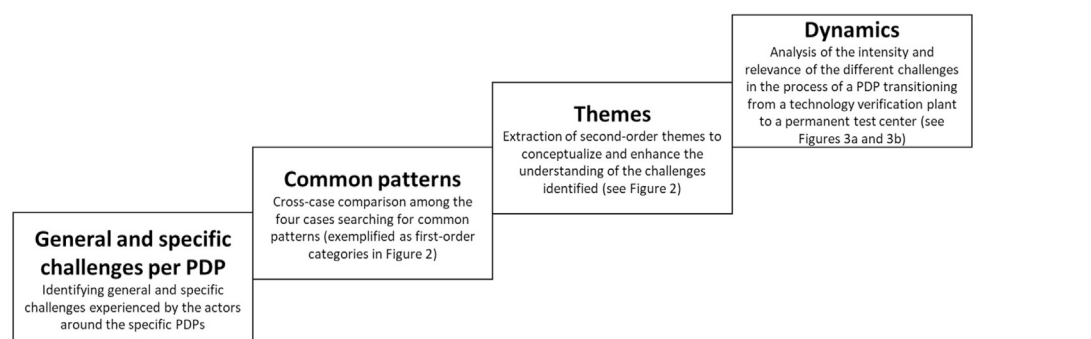 General and specific
challenges per PDP
Identifying general and specific
challenges experienced by the actors
around the specific PDPs
Common patterns
Cross-case comparison among the
four cases searching for common
patterns (exemplified as first-order
categories in Figure 2)
Themes
Extraction of second-order themes to
conceptualize and enhance the
understanding of the challenges
identified (see Figure 2)
Dynamics
Analysis of the intensity and
relevance of the different challenges
in the process of a PDP transitioning
from a technology verification plant
to a permanent test center (see
Figures 3a and 3b)